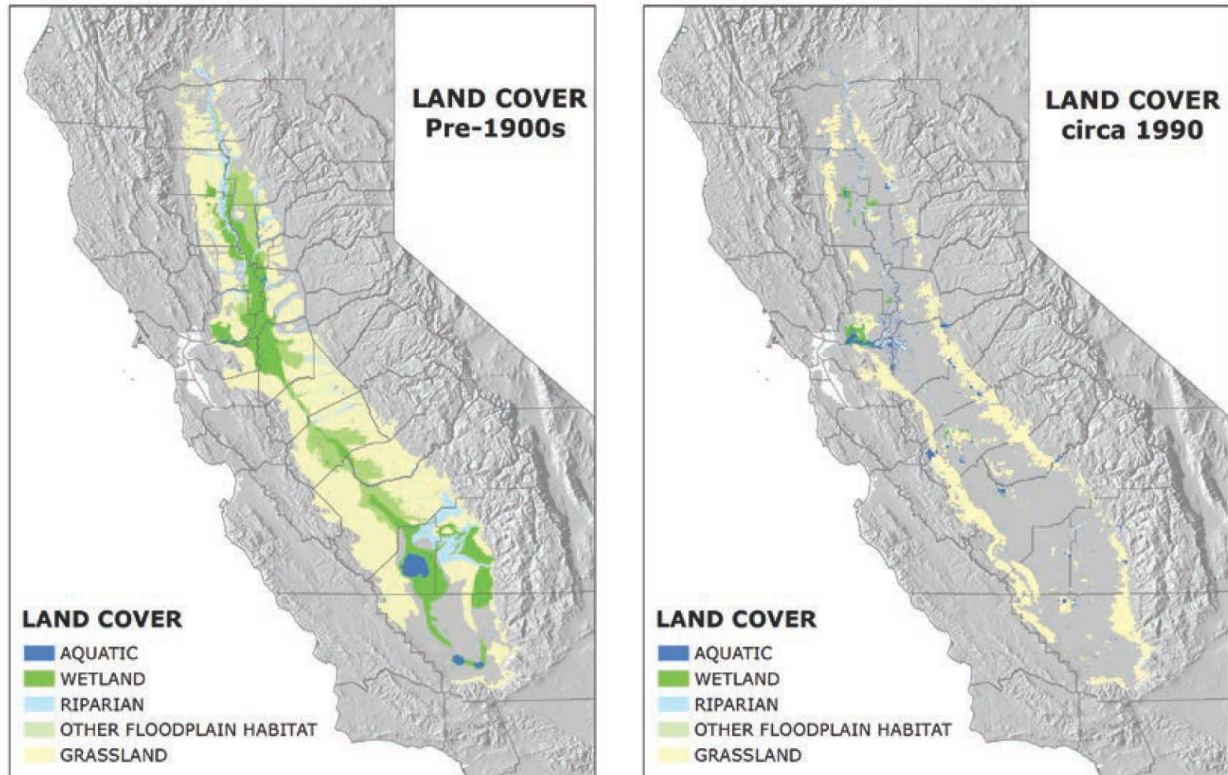 LAND COVER
Pre-1900s
LAND COVER
AQUATIC
WETLAND
RIPARIAN
OTHER FLOODPLAIN HABITAT
GRASSLAND
LAND COVER
circa 1990
LAND COVER
AQUATIC
WETLAND
RIPARIAN
OTHER FLOODPLAIN HABITAT
GRASSLAND